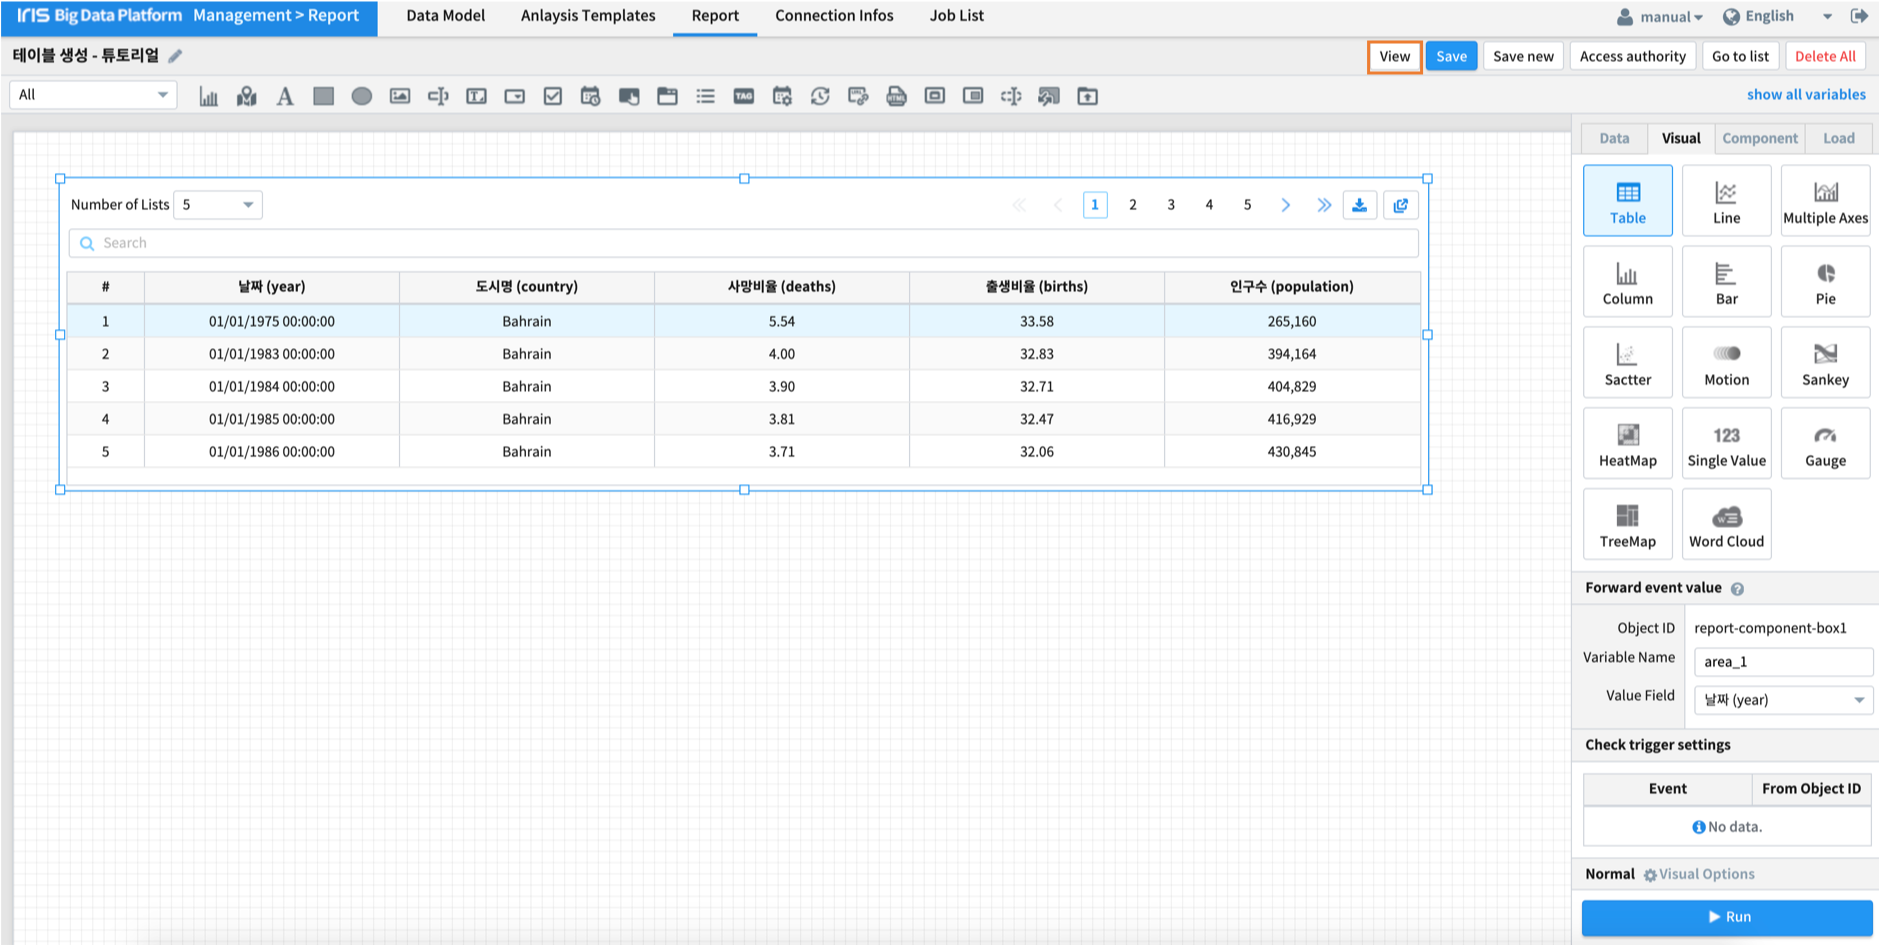 IRIS Big Data Platform Management > Report Data Model Anlaysis Templates Report Connection Infos Job List manual English
테이블 생성 - 튜토리얼 View Save Save new Access authority Go to list Delete All
All A T TAG HTML show all variables
Data Visual Component Load
Number of Lists 5 1 2 3 4 5
Search
# 날짜 (year) 도시명 (country) 사망비율 (deaths) 출생비율 (births) 인구수 (population)
1 01/01/1975 00:00:00 Bahrain 5.54 33.58 265,160
2 01/01/1983 00:00:00 Bahrain 4.00 32.83 394,164
3 01/01/1984 00:00:00 Bahrain 3.90 32.71 404,829
4 01/01/1985 00:00:00 Bahrain 3.81 32.47 416,929
5 01/01/1986 00:00:00 Bahrain 3.71 32.06 430,845
Table Line Multiple Axes
Column Bar Pie
Sactter Motion Sankey
123
HeatMap Single Value Gauge
W
TreeMap Word Cloud
Forward event value ?
Object ID report-component-box1
Variable Name area_1
Value Field 날짜 (year)
Check trigger settings
Event From Object ID
No data.
Normal Visual Options
Run